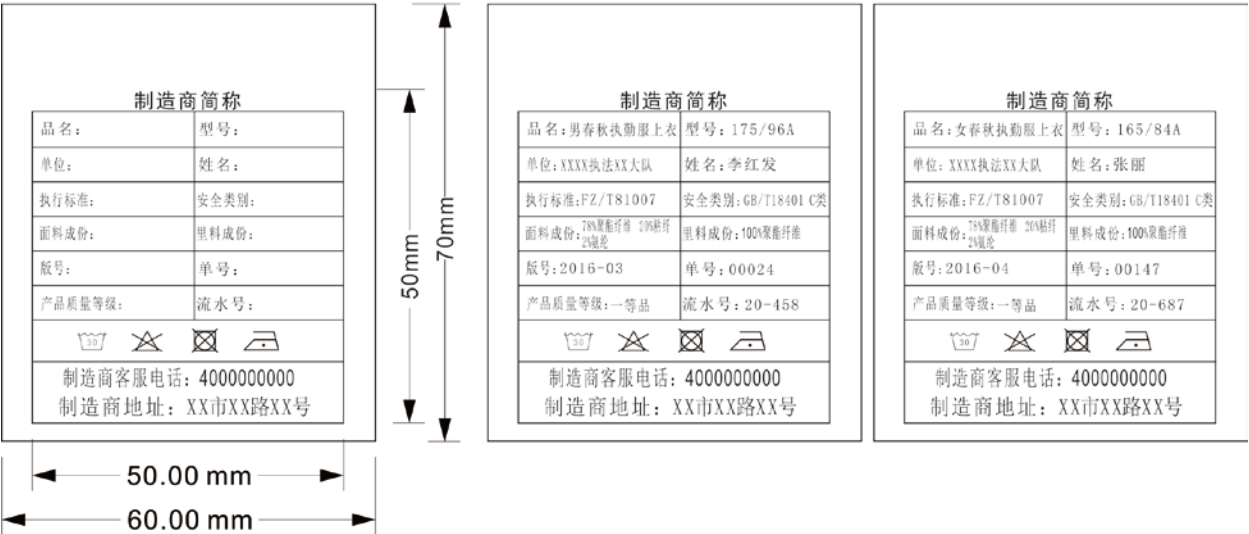 制造商简称
品名: 型号:
单位: 姓名:
执行标准: 安全类别:
面料成份: 里料成份:
版号: 单号:
产品质量等级: 流水号:
30
制造商客服电话: 4000000000
制造商地址: XX市XX路XX号
50mm
70mm
50.00 mm
60.00 mm
制造商简称
品名:男春秋执勤服上衣 型号: 175/96A
单位:XXXX执法XX大队 姓名:李红发
执行标准:FZ/T81007 安全类别:GB/T18401 C类
面料成份:78%聚酯纤维 20%粘纤
2%氨纶
里料成份:100%聚酯纤维
版号:2016-03 单号:00024
产品质量等级:一等品 流水号:20-458
30
制造商客服电话: 4000000000
制造商地址: XX市XX路XX号
制造商简称
品名:女春秋执勤服上衣 型号: 165/84A
单位: XXXX执法XX大队 姓名:张丽
执行标准:FZ/T81007 安全类别:GB/T18401 C类
面料成份:78%聚酯纤维 20%粘纤
2%氨纶
里料成份:100%聚酯纤维
版号:2016-04 单号:00147
产品质量等级:一等品 流水号:20-687
30
制造商客服电话: 4000000000
制造商地址: XX市XX路XX号